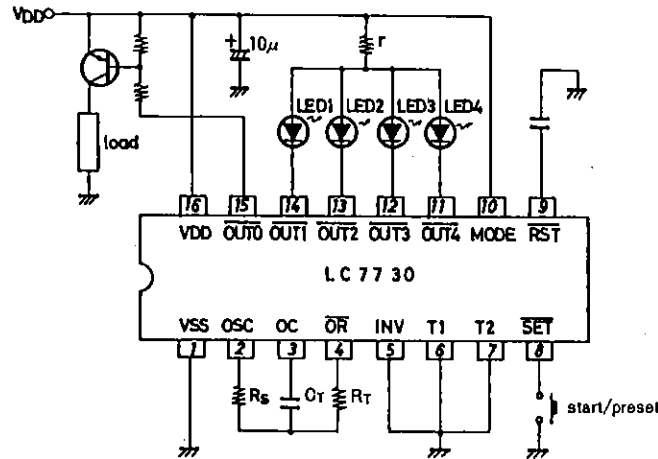 VDD
+ 10μ
r
LED1 LED2 LED3 LED4
load
16 15 14 13 12 11 10 9
VDD OUT0 OUT1 OUT2 OUT3 OUT4 MODE RST
LC7730
VSS OSC OC OR INV T1 T2 SET
1 2 3 4 5 6 7 8
RS CT RT
start/preset